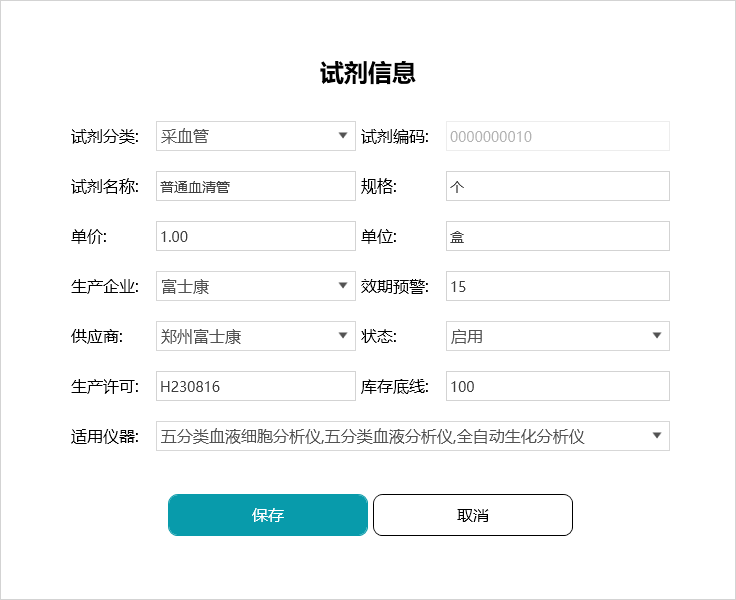 试剂信息
试剂分类: 采血管 试剂编码: 0000000010
试剂名称: 普通血清管 规格: 个
单价: 1.00 单位: 盒
生产企业: 富士康 效期预警: 15
供应商: 郑州富士康 状态: 启用
生产许可: H230816 库存底线: 100
适用仪器: 五分类血液细胞分析仪,五分类血液分析仪,全自动生化分析仪
保存 取消